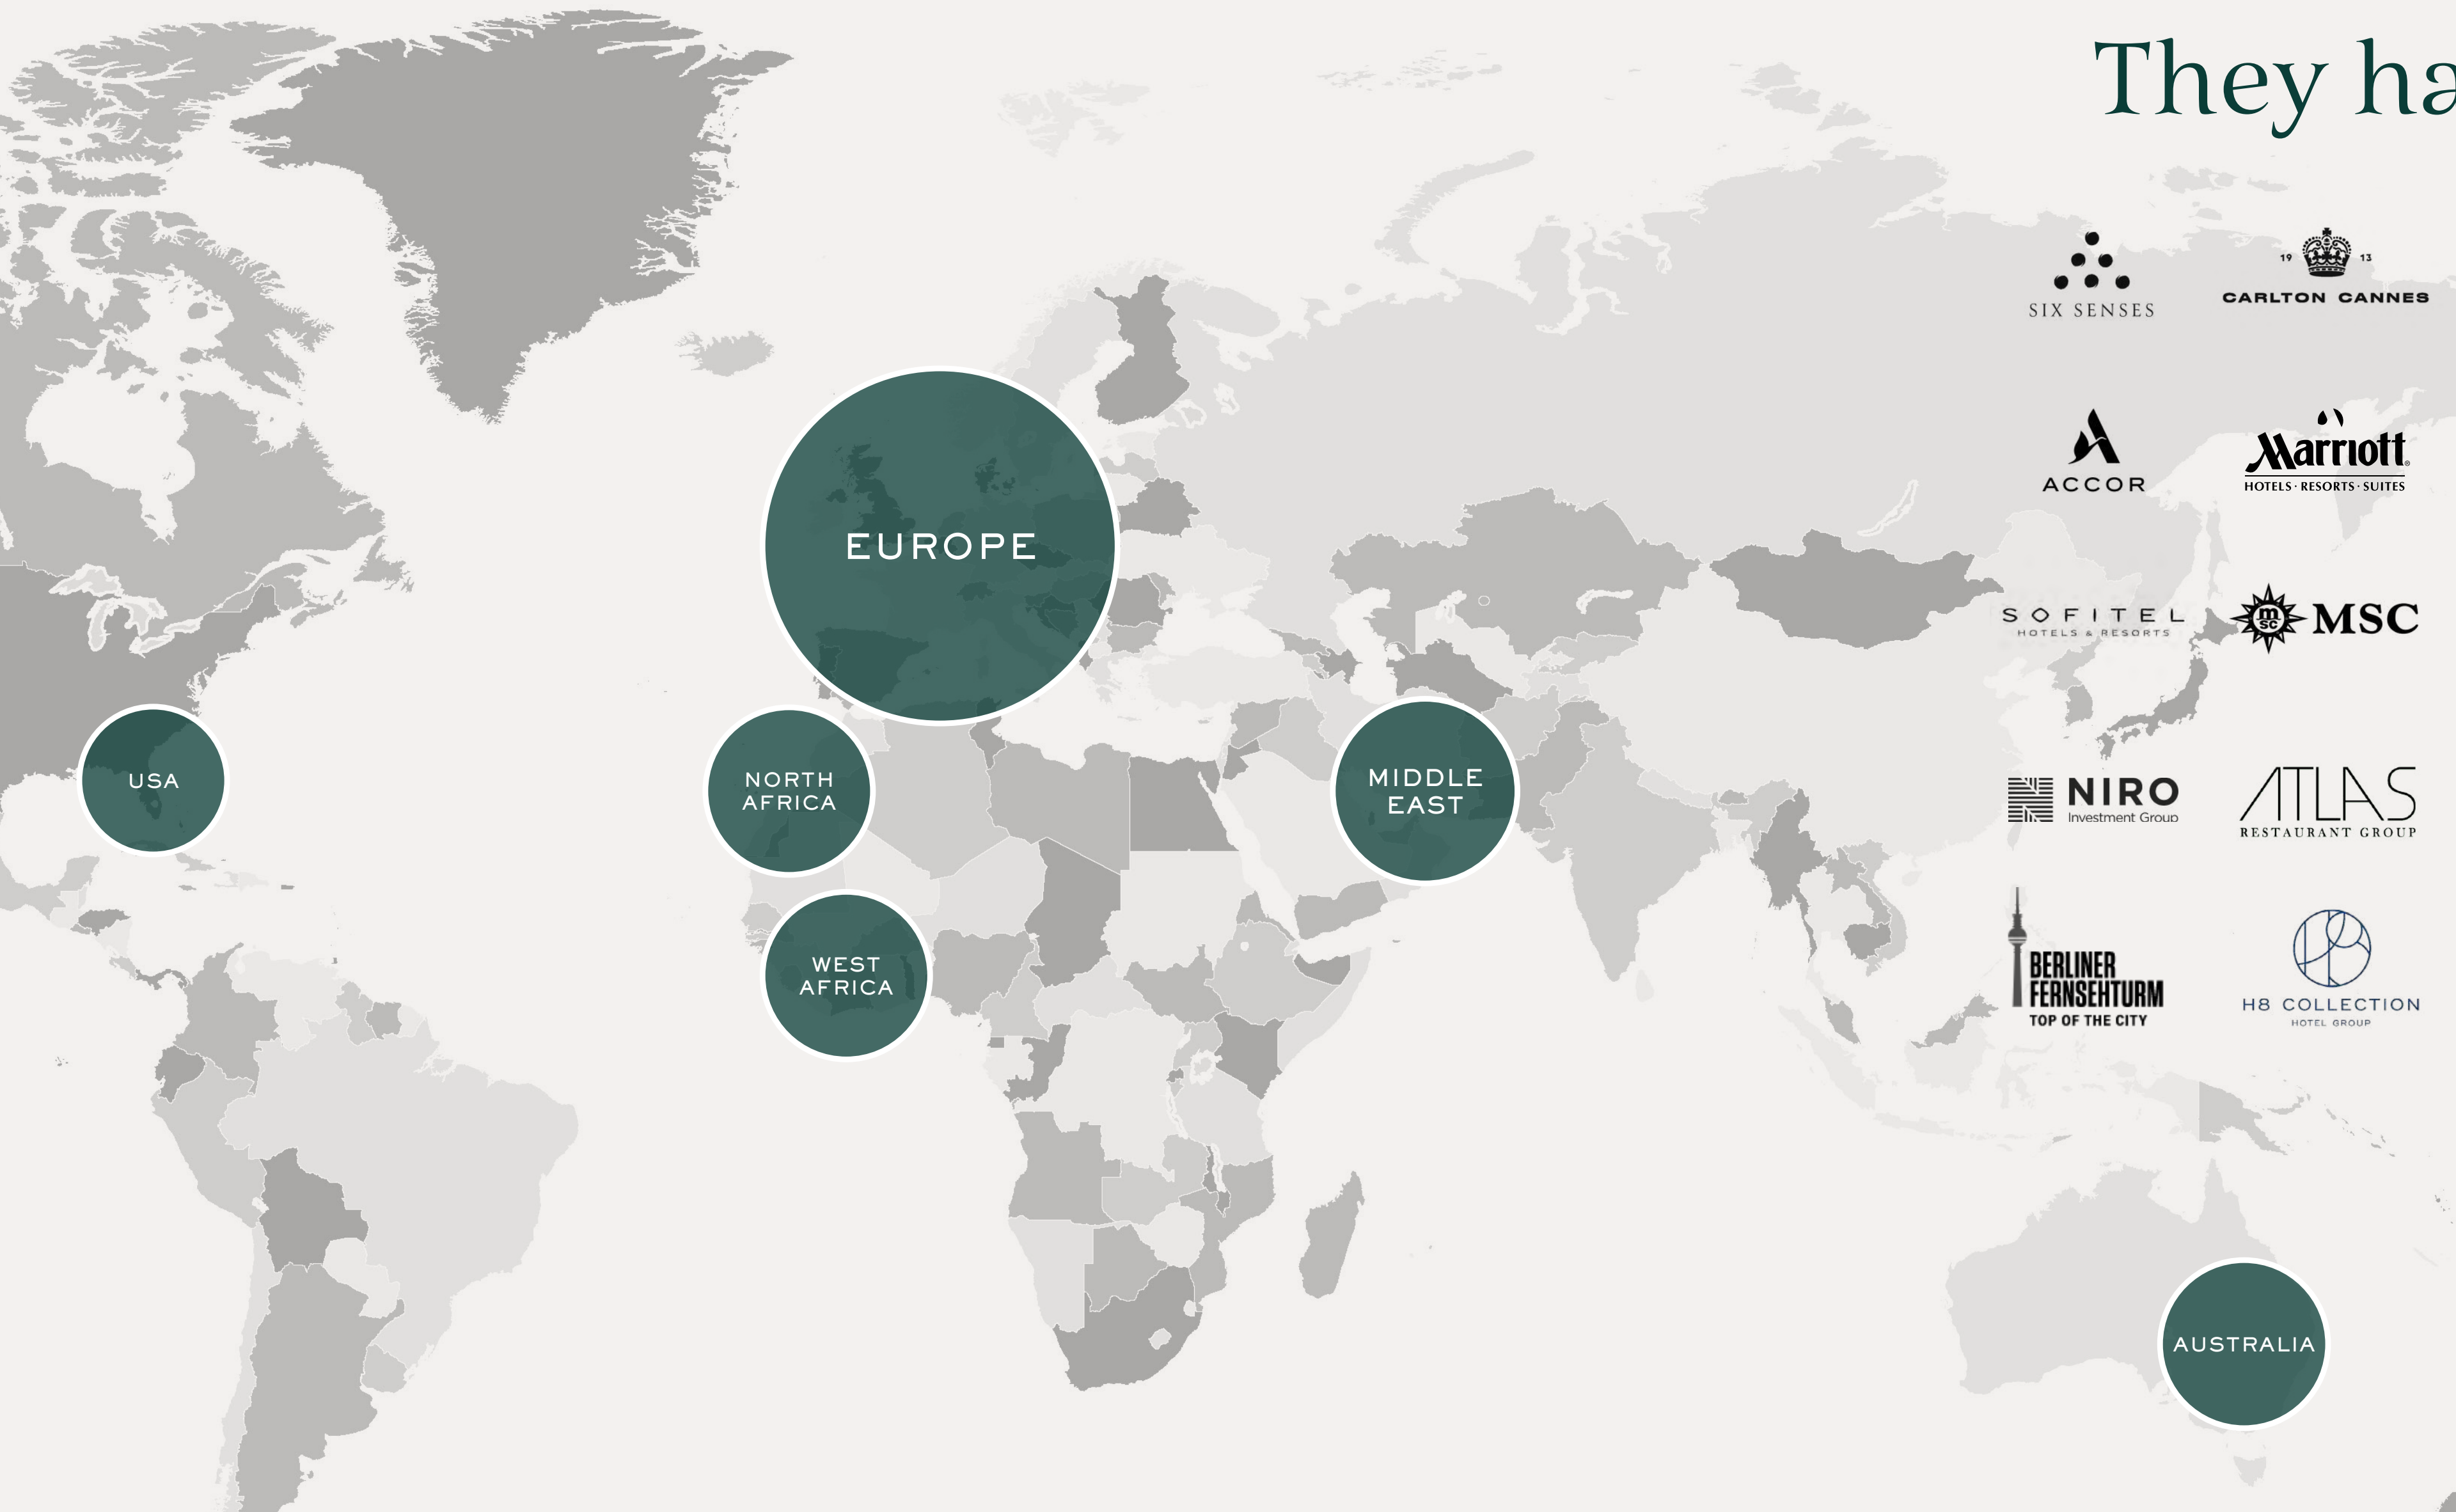 They ha
SIX SENSES
19 13
CARLTON CANNES
ACCOR
Marriott®
HOTELS · RESORTS · SUITES
EUROPE
SOFITEL
HOTELS & RESORTS
m
sc
MSC
USA
NORTH
AFRICA
MIDDLE
EAST
NIRO
Investment Group
ATLAS
RESTAURANT GROUP
WEST
AFRICA
BERLINER
FERNSEHTURM
TOP OF THE CITY
H8 COLLECTION
HOTEL GROUP
AUSTRALIA